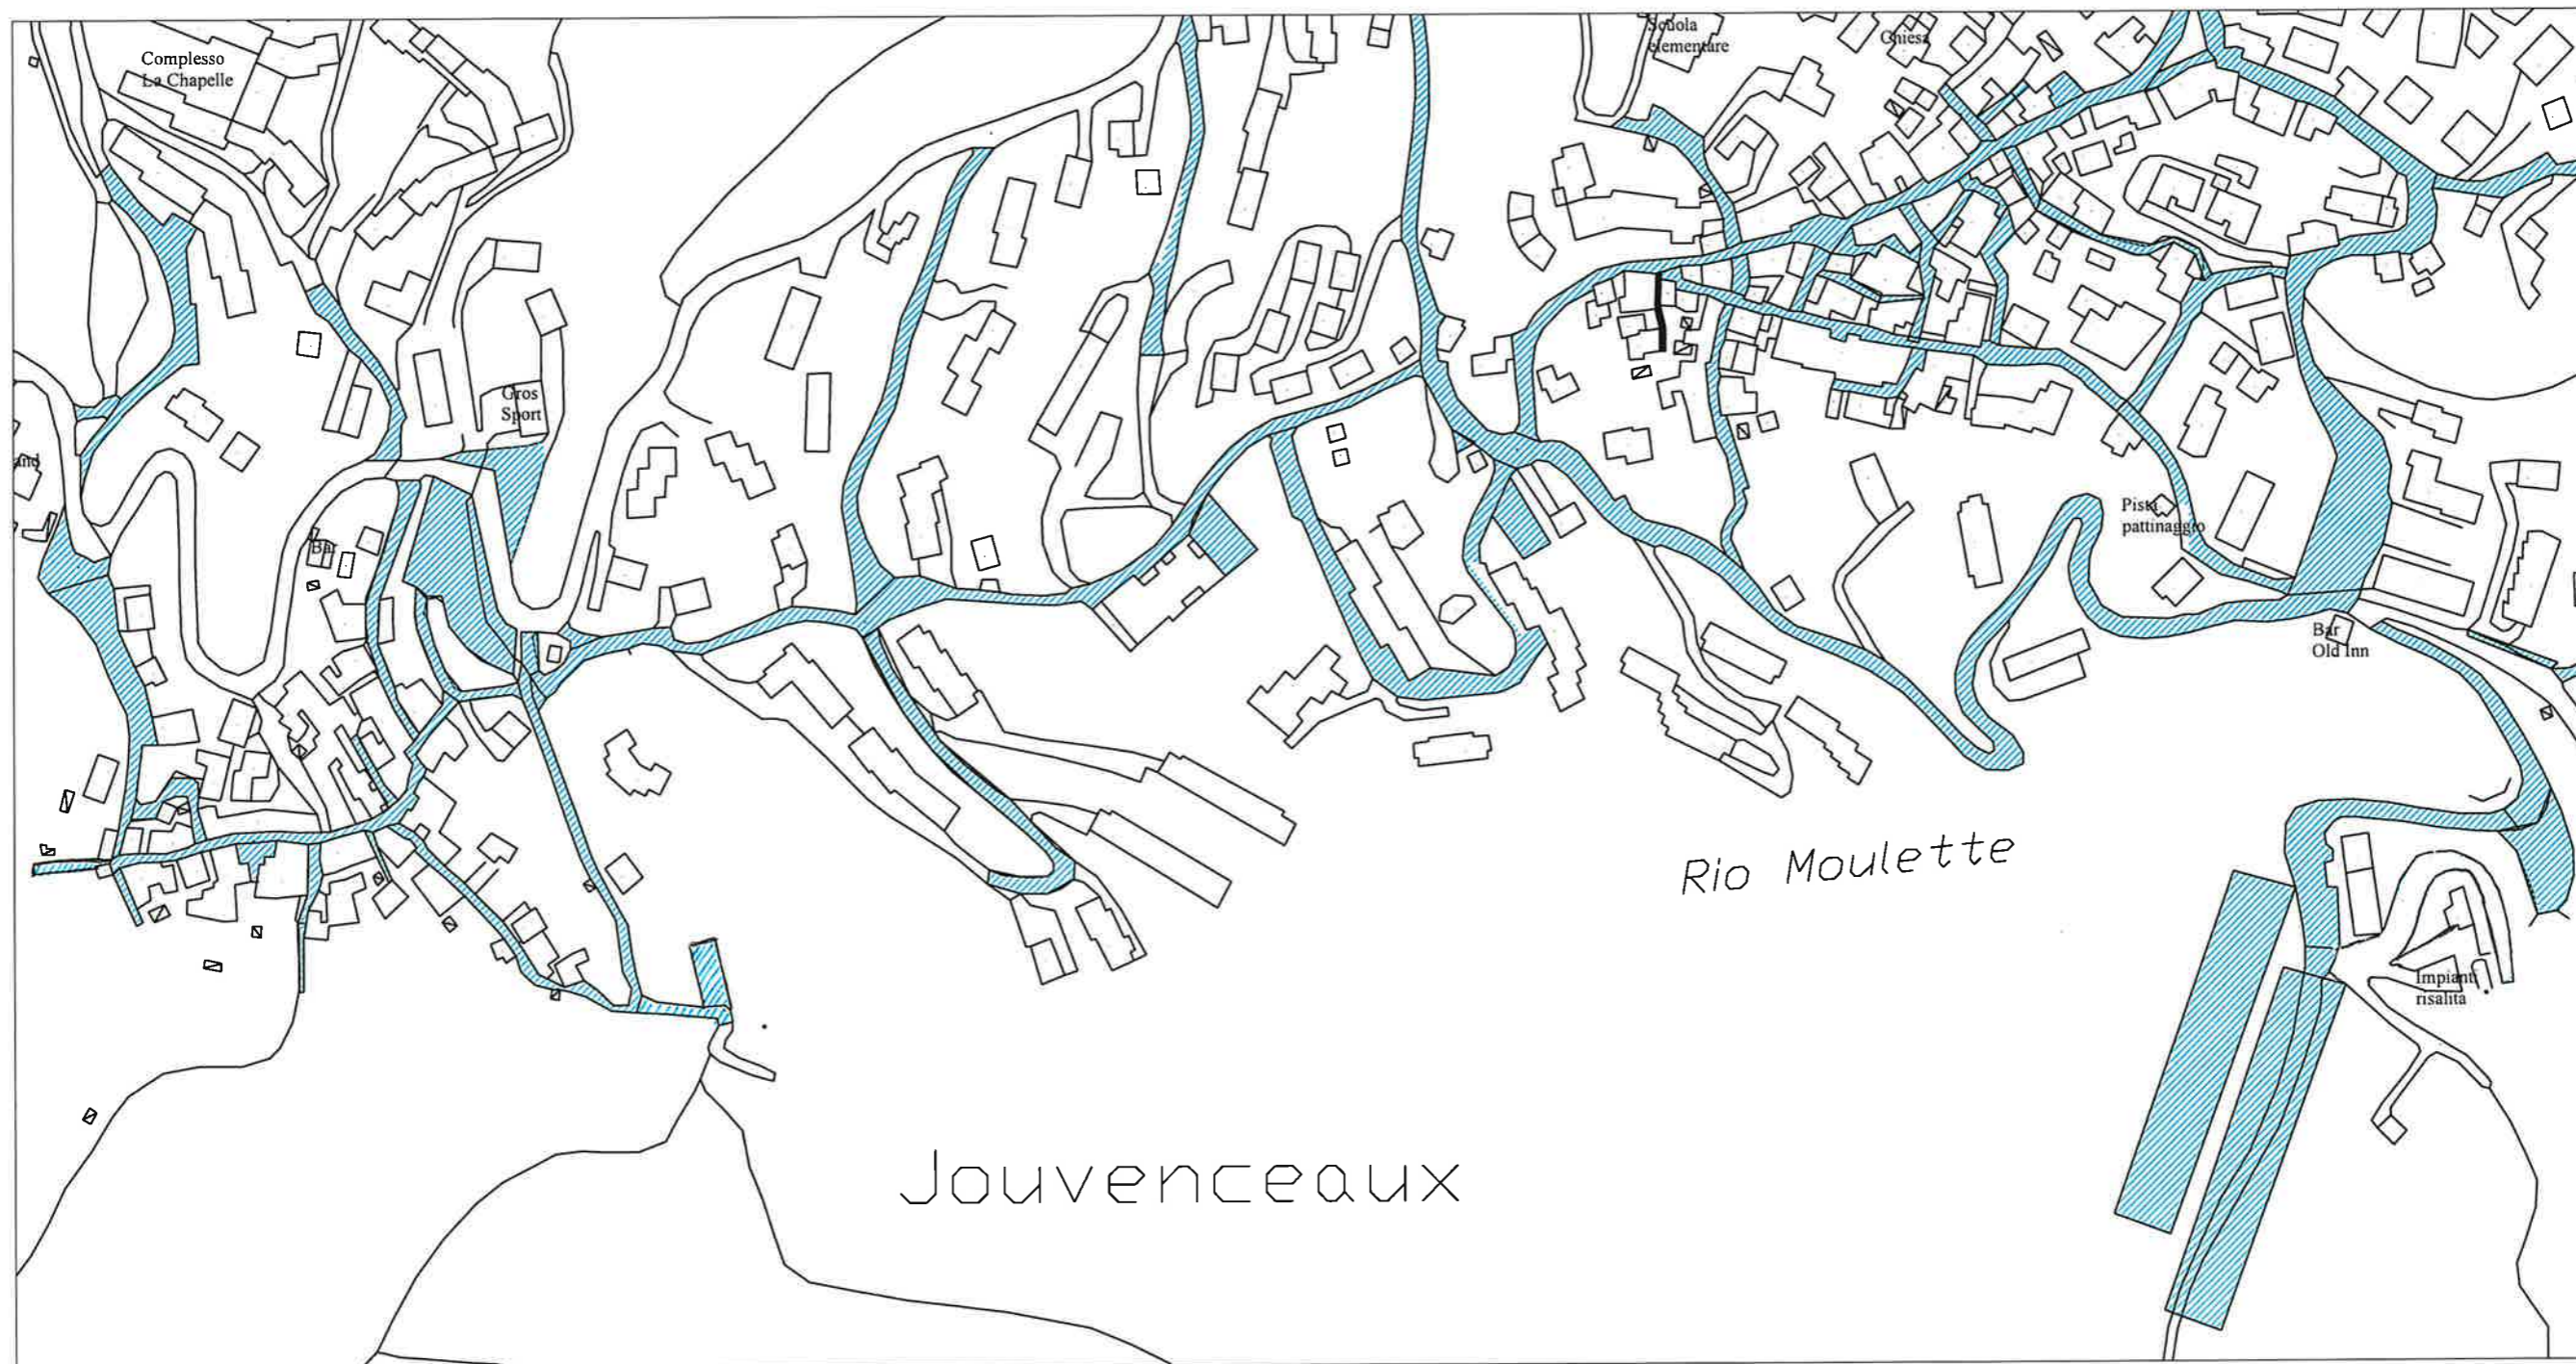 Complesso
La Chapelle
Scuola
elementare
Chiesa
Gros
Sport
and
Bar
Pista
pattinaggio
Bar
Old Inn
Rio Moulette
Impianti
risalita
Jouvenceaux